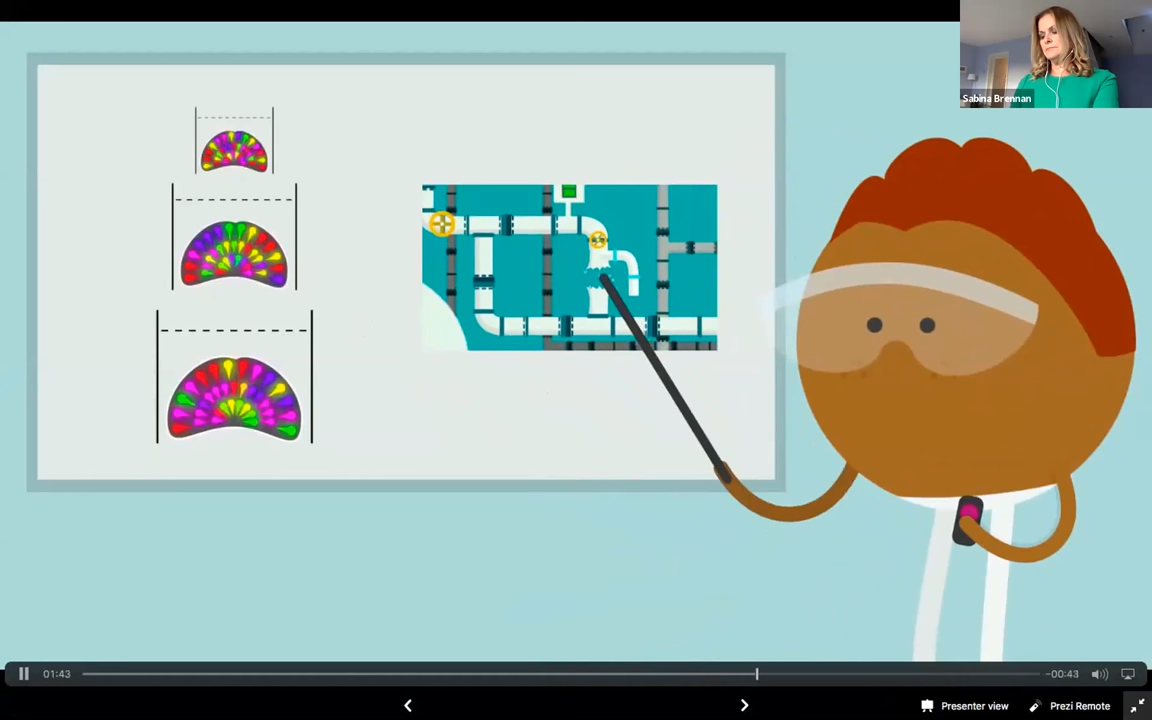 Sabina Brennan
01:43
-00:43
Presenter view
Prezi Remote